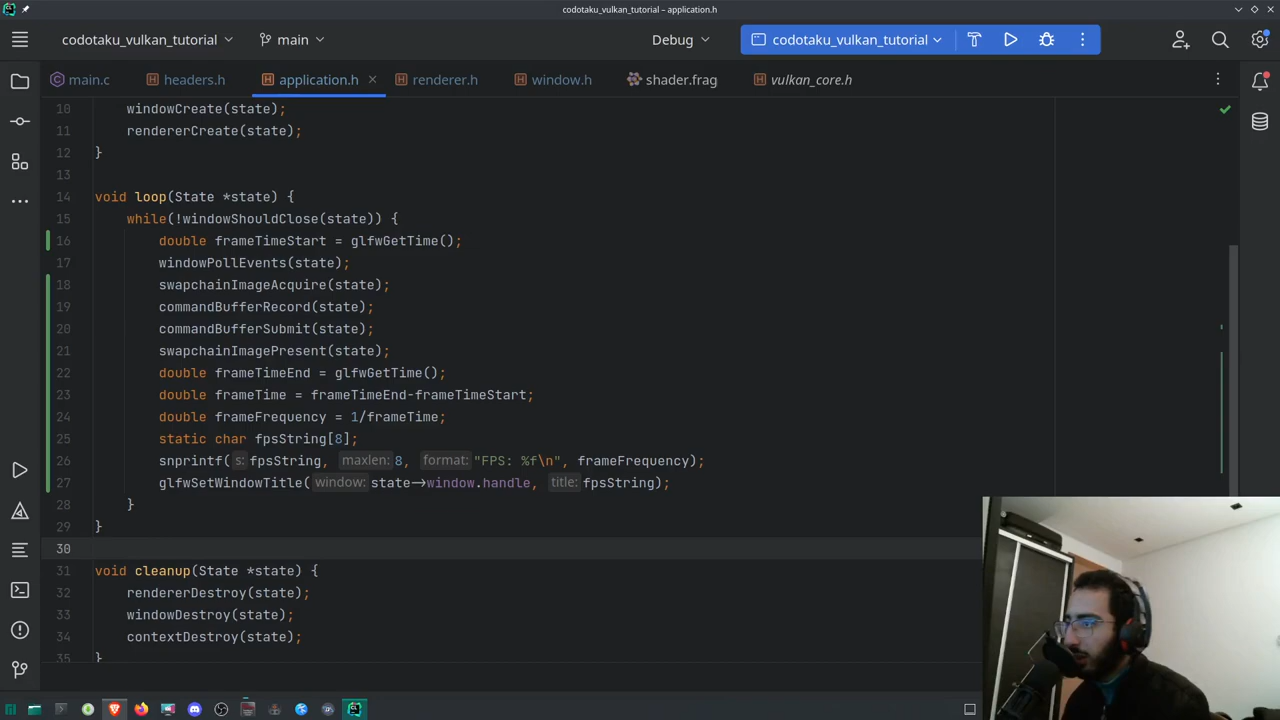 codotaku_vulkan_tutorial – application.h
codotaku_vulkan_tutorial
main
Debug
codotaku_vulkan_tutorial
main.c
headers.h
application.h
renderer.h
window.h
shader.frag
vulkan_core.h
10 windowCreate(state);
11 rendererCreate(state);
12 }
13
14 void loop(State *state) {
15 while(!windowShouldClose(state)) {
16 double frameTimeStart = glfwGetTime();
17 windowPollEvents(state);
18 swapchainImageAcquire(state);
19 commandBufferRecord(state);
20 commandBufferSubmit(state);
21 swapchainImagePresent(state);
22 double frameTimeEnd = glfwGetTime();
23 double frameTime = frameTimeEnd-frameTimeStart;
24 double frameFrequency = 1/frameTime;
25 static char fpsString[8];
26 snprintf( s: fpsString, maxlen: 8, format: "FPS: %f\n", frameFrequency);
27 glfwSetWindowTitle( window: state→window.handle, title: fpsString);
28 }
29 }
30
31 void cleanup(State *state) {
32 rendererDestroy(state);
33 windowDestroy(state);
34 contextDestroy(state);
35 }